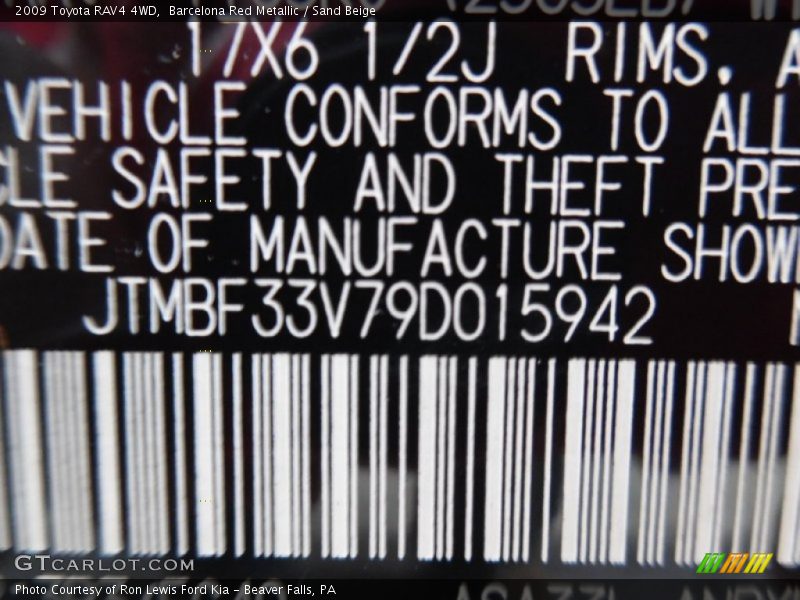 2009 Toyota RAV4 4WD, Barcelona Red Metallic / Sand Beige
17X6 1/2J RIMS, A
VEHICLE CONFORMS TO ALL
CLE SAFETY AND THEFT PRE
DATE OF MANUFACTURE SHOWN
JTMBF33V79D015942
GTcarlot.com
Photo Courtesy of Ron Lewis Ford Kia - Beaver Falls, PA